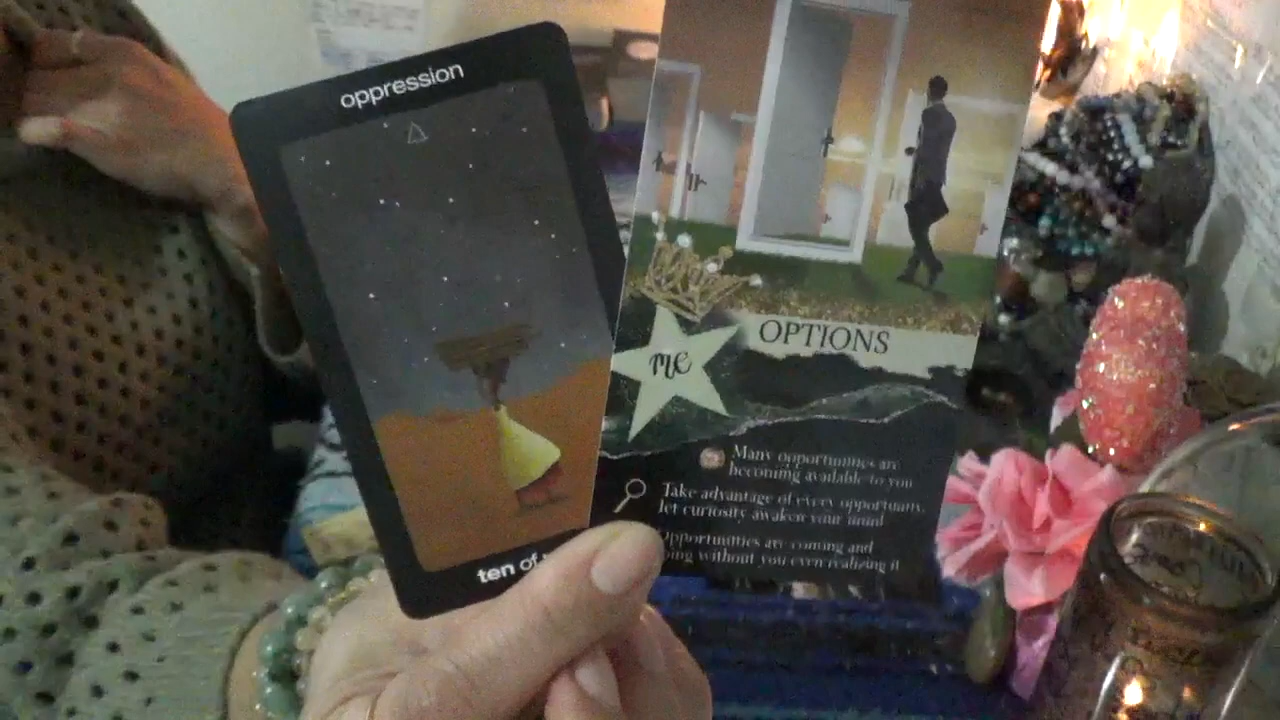 oppression
ten of
OPTIONS
me
Many opportunities are
becoming available to you
Take advantage of every opportunity,
let curiosity awaken your mind
opportunities are coming and
going without you even realizing it